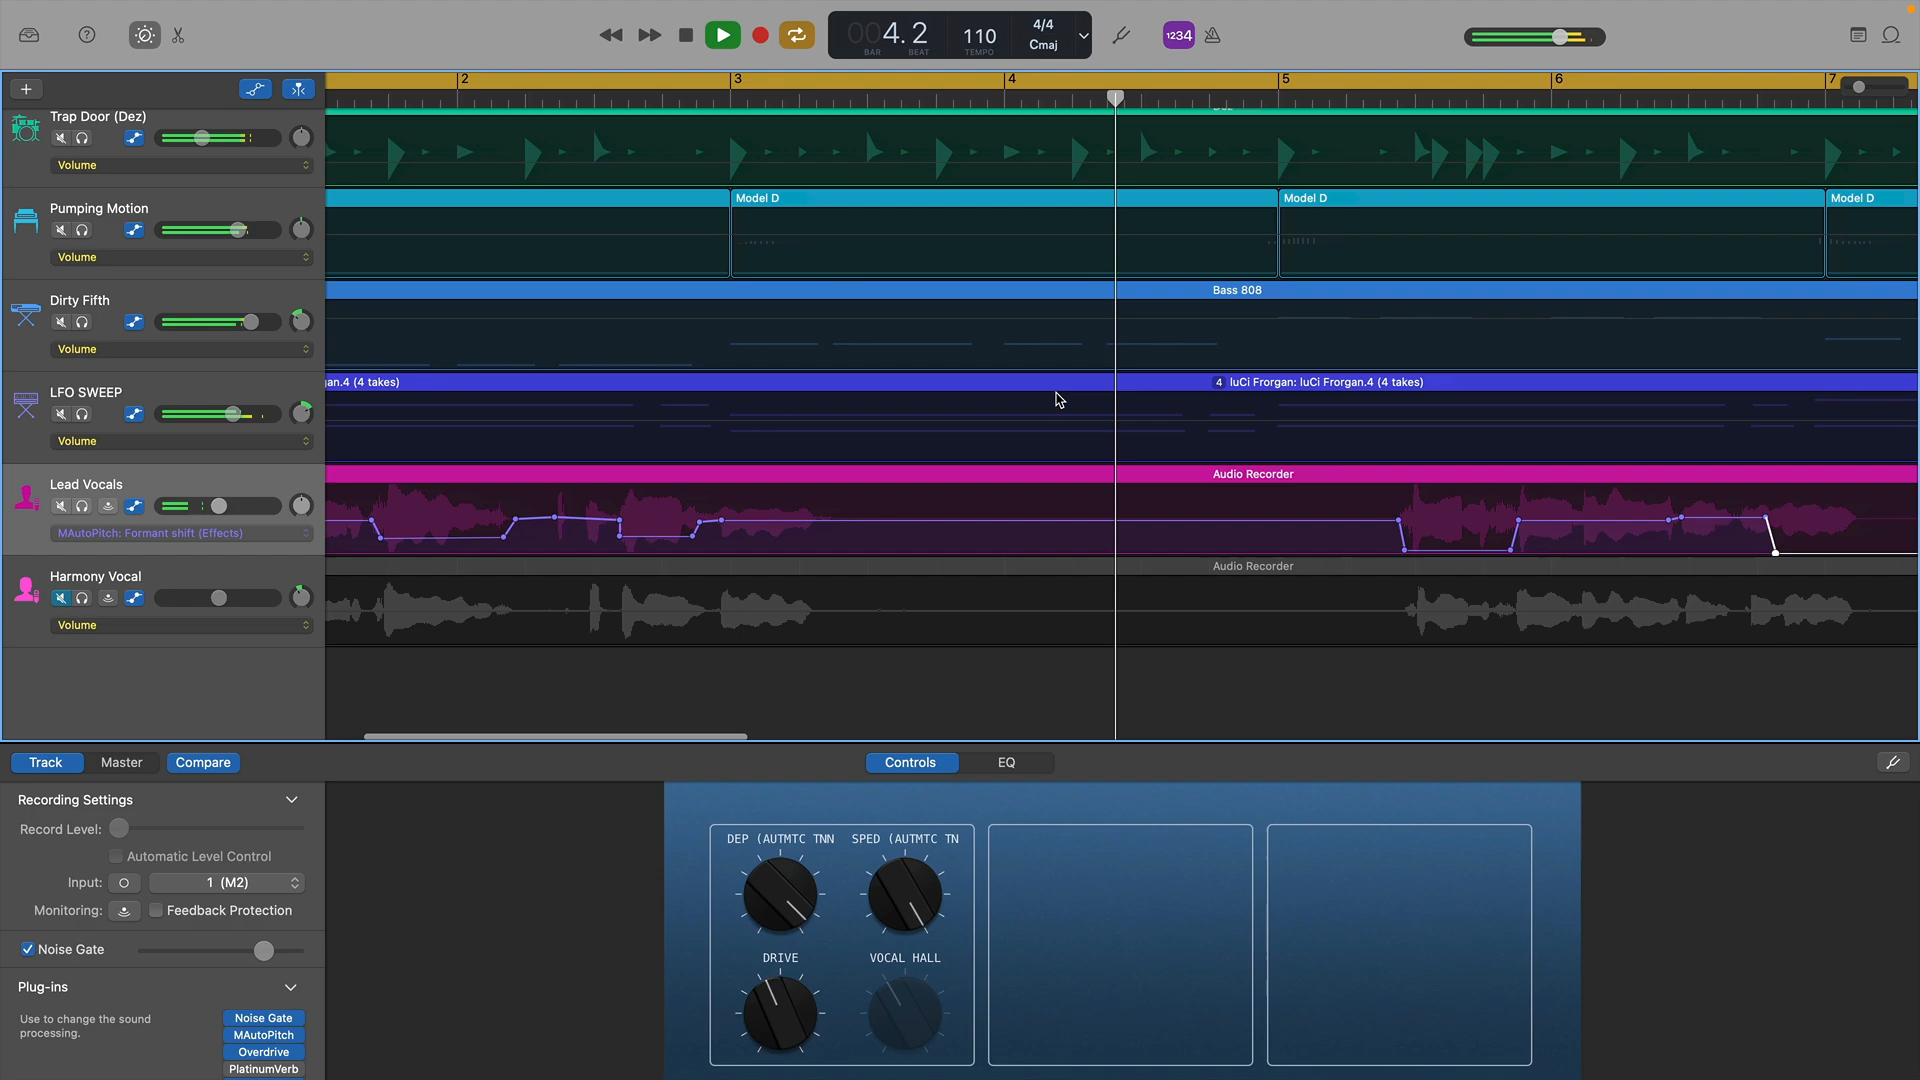 004. 2
BAR BEAT
110
TEMPO
4/4
Cmaj
1234
2 3 4 5 6 7
Trap Door (Dez)
Volume
Pumping Motion
Volume
Model D
Model D
Model D
Dirty Fifth
Volume
Bass 808
LFO SWEEP
Volume
gan.4 (4 takes)
4 luCi Frorgan: luCi Frorgan.4 (4 takes)
Lead Vocals
MAutoPitch: Formant shift (Effects)
Audio Recorder
Harmony Vocal
Volume
Audio Recorder
Track Master Compare
Controls EQ
Recording Settings
Record Level:
Automatic Level Control
Input: 1 (M2)
Monitoring: Feedback Protection
Noise Gate
Plug-ins
Use to change the sound
processing.
Noise Gate
MAutoPitch
Overdrive
PlatinumVerb
DEP (AUTMTC TNN SPED (AUTMTC TN
DRIVE VOCAL HALL